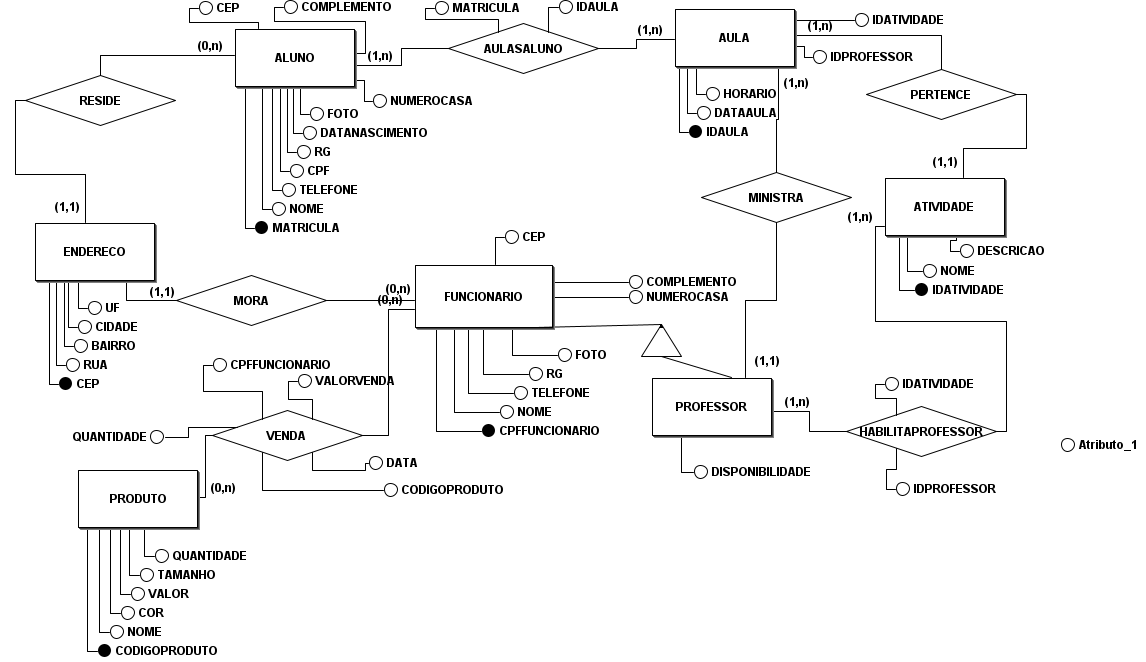 CEP
COMPLEMENTO
MATRICULA
IDAULA
IDATIVIDADE
(0,n)
ALUNO
(1,n)
AULASALUNO
(1,n)
AULA
(1,n)
IDPROFESSOR
RESIDE
NUMEROCASA
FOTO
DATANASCIMENTO
RG
CPF
TELEFONE
NOME
MATRICULA
HORARIO
DATAAULA
IDAULA
(1,n)
PERTENCE
(1,1)
MINISTRA
(1,n)
ATIVIDADE
DESCRICAO
NOME
IDATIVIDADE
(1,1)
ENDERECO
UF
CIDADE
BAIRRO
RUA
CEP
(1,1)
MORA
(0,n)
(0,n)
CEP
FUNCIONARIO
COMPLEMENTO
NUMEROCASA
FOTO
RG
TELEFONE
NOME
CPFFUNCIONARIO
(1,1)
PROFESSOR
(1,n)
DISPONIBILIDADE
IDATIVIDADE
HABILITAPROFESSOR
IDPROFESSOR
Atributo_1
CPFFUNCIONARIO
VALORVENDA
QUANTIDADE
VENDA
DATA
CODIGOPRODUTO
(0,n)
PRODUTO
QUANTIDADE
TAMANHO
VALOR
COR
NOME
CODIGOPRODUTO